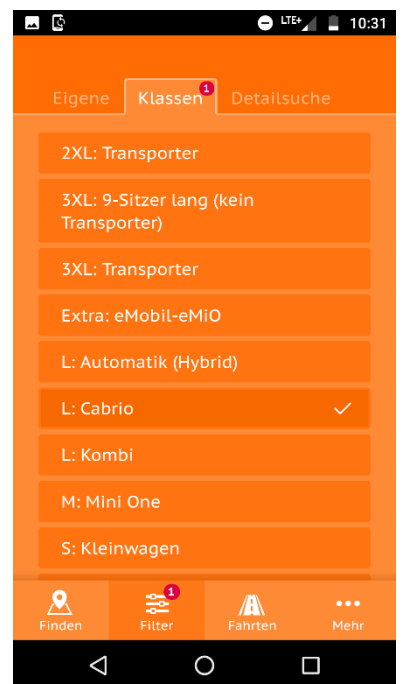 LTE+ 10:31
Eigene Klassen 1 Detailsuche
2XL: Transporter
3XL: 9-Sitzer lang (kein
Transporter)
3XL: Transporter
Extra: eMobil-eMiO
L: Automatik (Hybrid)
L: Cabrio
L: Kombi
M: Mini One
S: Kleinwagen
1
Finden Filter Fahrten Mehr